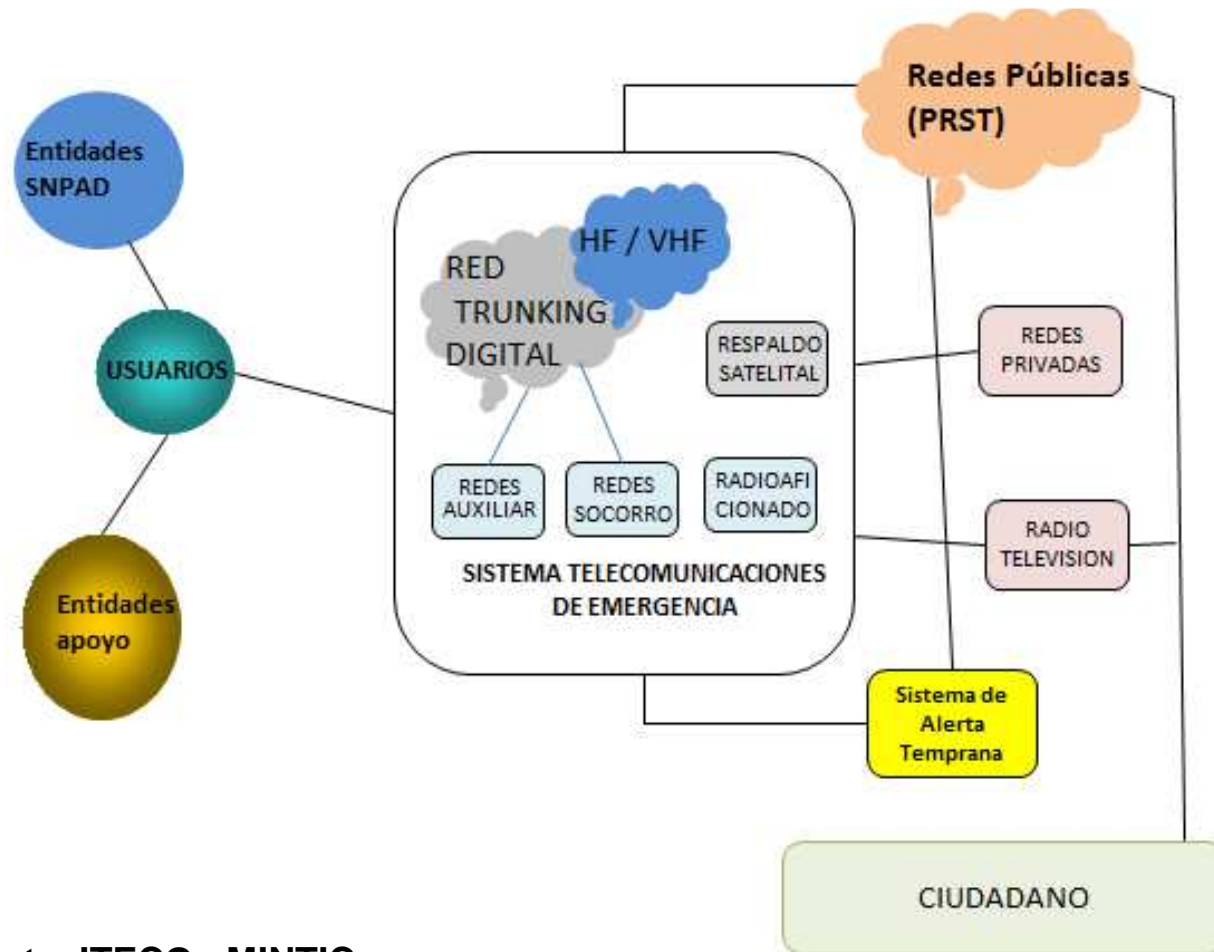 Redes Públicas
(PRST)
Entidades
SNPAD
HF / VHF
RED
TRUNKING
DIGITAL
USUARIOS
RESPALDO
SATELITAL
REDES
PRIVADAS
REDES
AUXILIAR
REDES
SOCORRO
RADIOAFI
CIONADO
RADIO
TELEVISION
SISTEMA TELECOMUNICACIONES
DE EMERGENCIA
Entidades
apoyo
Sistema de
Alerta
Temprana
CIUDADANO